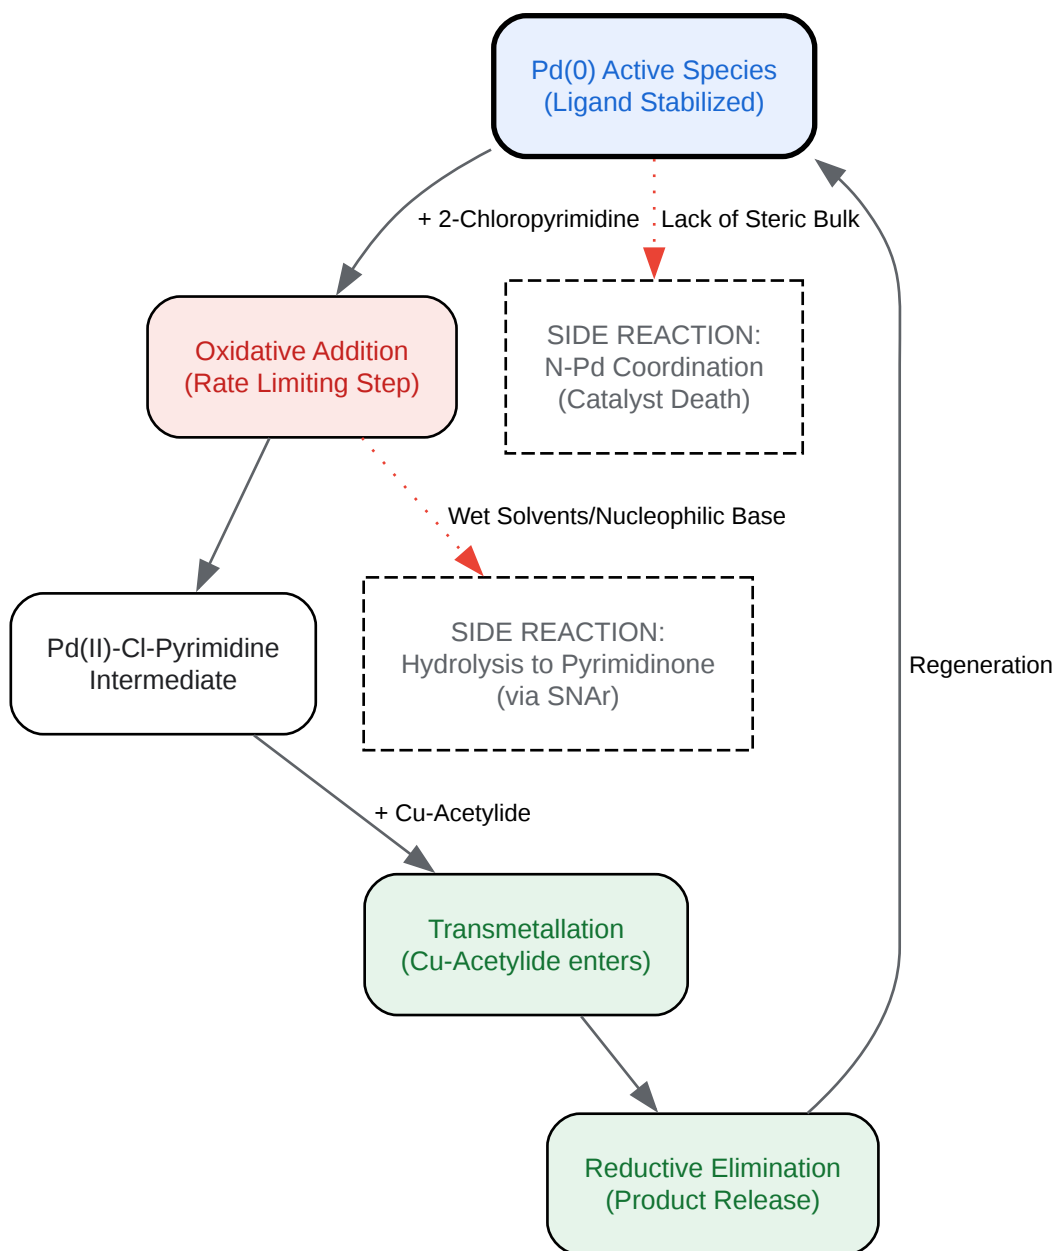 Pd(0) Active Species
(Ligand Stabilized)
+ 2-Chloropyrimidine
Lack of Steric Bulk
Oxidative Addition
(Rate Limiting Step)
SIDE REACTION:
N-Pd Coordination
(Catalyst Death)
Wet Solvents/Nucleophilic Base
Pd(II)-Cl-Pyrimidine
Intermediate
SIDE REACTION:
Hydrolysis to Pyrimidinone
(via SNAr)
Regeneration
+ Cu-Acetylide
Transmetallation
(Cu-Acetylide enters)
Reductive Elimination
(Product Release)